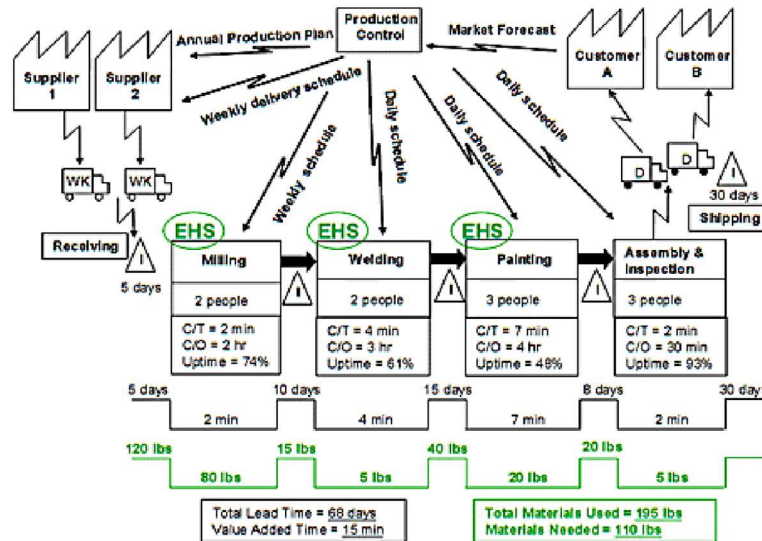 Annual Production Plan
Production
Control
Market Forecast
Supplier
1
Supplier
2
Customer
A
Customer
B
Weekly delivery schedule
Weekly schedule
Daily schedule
Daily schedule
Daily schedule
WK
WK
D
D
I
30 days
Shipping
Receiving
I
5 days
EHS
EHS
EHS
Milling
Welding
Painting
Assembly &
Inspection
I
I
I
2 people
2 people
3 people
3 people
C/T = 2 min
C/O = 2 hr
Uptime = 74%
C/T = 4 min
C/O = 3 hr
Uptime = 61%
C/T = 7 min
C/O = 4 hr
Uptime = 48%
C/T = 2 min
C/O = 30 min
Uptime = 93%
5 days
10 days
15 days
8 days
30 days
2 min
4 min
7 min
2 min
120 lbs
15 lbs
40 lbs
20 lbs
80 lbs
5 lbs
20 lbs
5 lbs
Total Lead Time = 68 days
Value Added Time = 15 min
Total Materials Used = 195 lbs
Materials Needed = 110 lbs